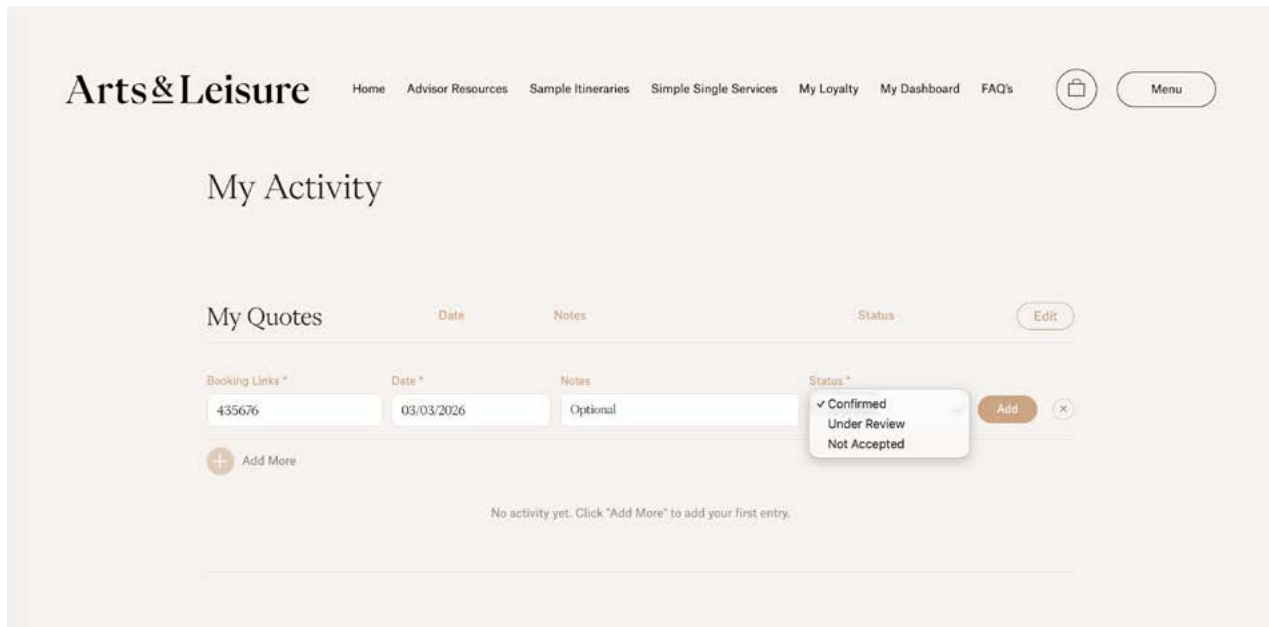 Arts&Leisure Home Advisor Resources Sample Itineraries Simple Single Services My Loyalty My Dashboard FAQ's Menu
My Activity
My Quotes Date Notes Status Edit
Booking Links * Date * Notes Status *
435676 03/03/2026 Optional ✓ Confirmed Add
Under Review
Not Accepted
Add More
No activity yet. Click "Add More" to add your first entry.